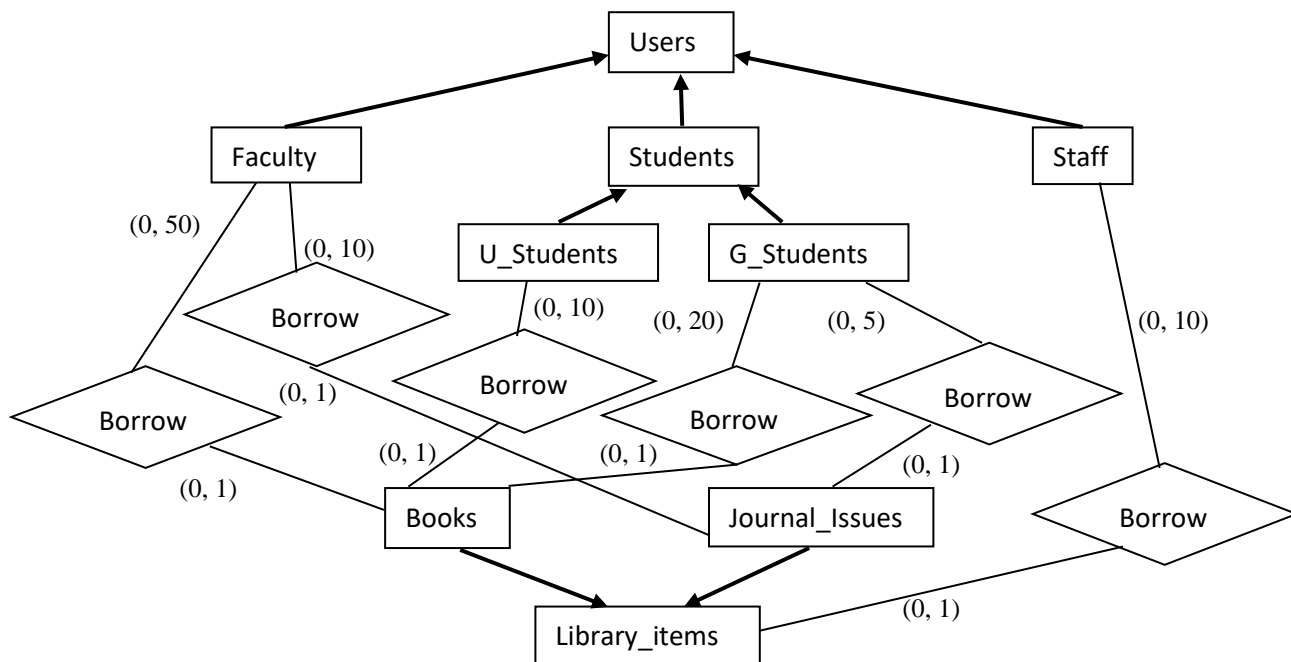 Users
Faculty
Students
Staff
(0, 50)
(0, 10)
U_Students
G_Students
(0, 10)
(0, 20)
(0, 5)
(0, 10)
Borrow
Borrow
Borrow
Borrow
Borrow
(0, 1)
(0, 1)
(0, 1)
(0, 1)
(0, 1)
Books
Journal_Issues
Borrow
Library_items
(0, 1)